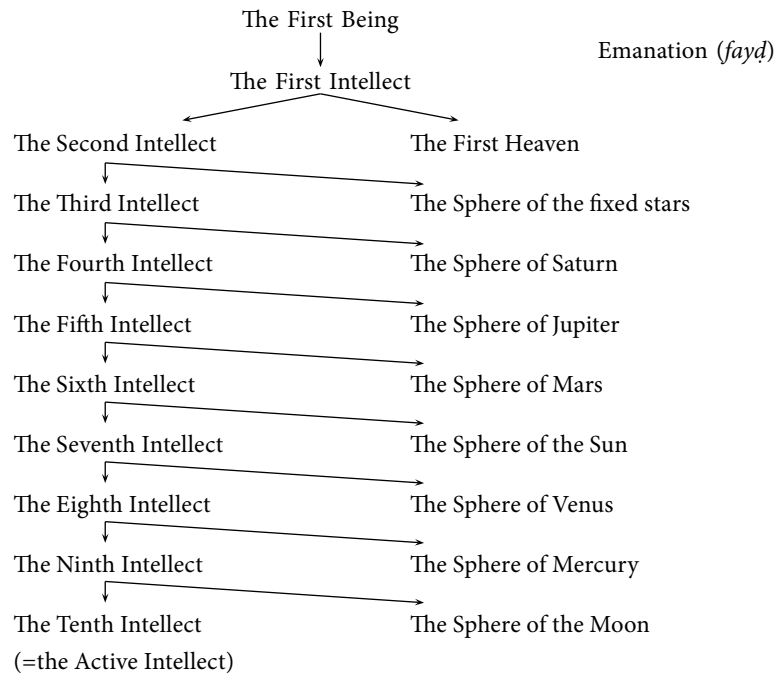 The First Being
Emanation (fayḍ)
The First Intellect
The Second Intellect The First Heaven
The Third Intellect The Sphere of the fixed stars
The Fourth Intellect The Sphere of Saturn
The Fifth Intellect The Sphere of Jupiter
The Sixth Intellect The Sphere of Mars
The Seventh Intellect The Sphere of the Sun
The Eighth Intellect The Sphere of Venus
The Ninth Intellect The Sphere of Mercury
The Tenth Intellect The Sphere of the Moon
(=the Active Intellect)